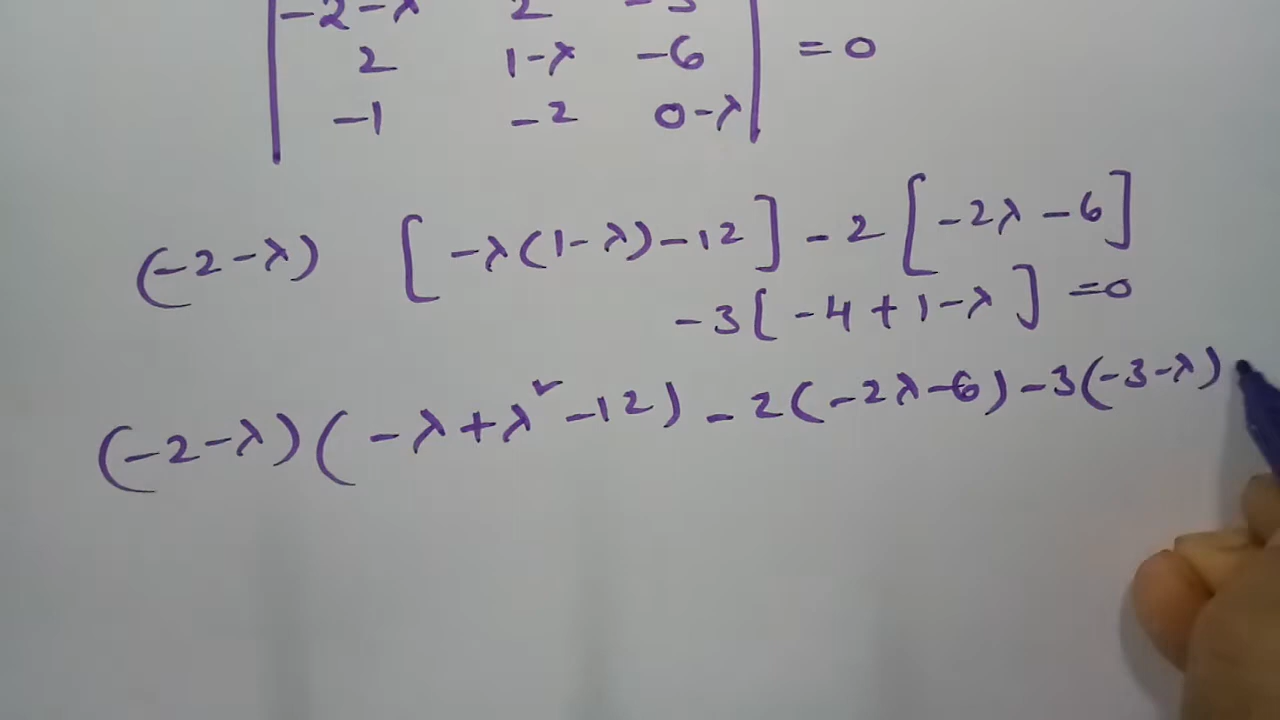 -2-λ 2 -3
2 1-λ -6 =0
-1 -2 0-λ
(-2-λ) [-λ(1-λ)-12] -2[-2λ-6]
-3[-4+1-λ] =0
(-2-λ)(-λ+λ²-12) -2(-2λ-6) -3(-3-λ)